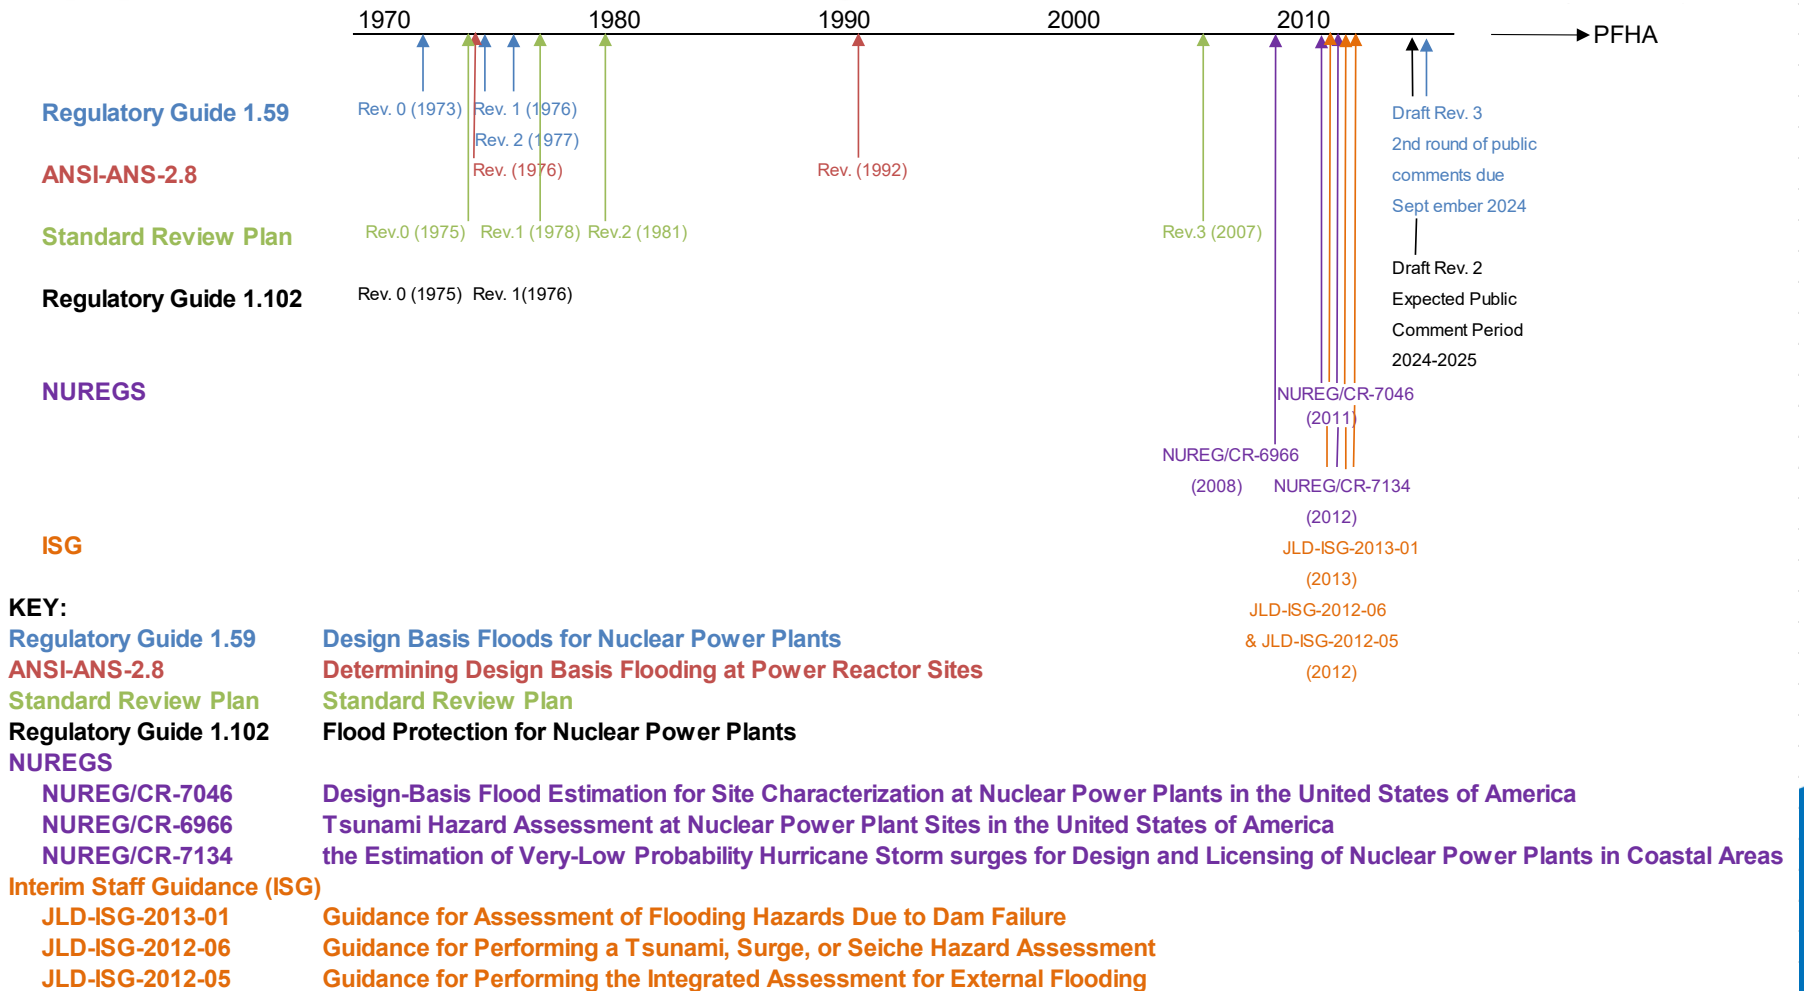 1970 1980 1990 2000 2010
PFHA
Regulatory Guide 1.59 Rev. 0 (1973) Rev. 1 (1976) Draft Rev. 3
Rev. 2 (1977) 2nd round of public
ANSI-ANS-2.8 Rev. (1976) Rev. (1992) comments due
Sept ember 2024
Standard Review Plan Rev.0 (1975) Rev.1 (1978) Rev.2 (1981) Rev.3 (2007)
Draft Rev. 2
Regulatory Guide 1.102 Rev. 0 (1975) Rev. 1(1976) Expected Public
Comment Period
2024-2025
NUREGS NUREG/CR-7046
(2011)
NUREG/CR-6966
(2008) NUREG/CR-7134
(2012)
ISG JLD-ISG-2013-01
(2013)
KEY: JLD-ISG-2012-06
Regulatory Guide 1.59 Design Basis Floods for Nuclear Power Plants & JLD-ISG-2012-05
ANSI-ANS-2.8 Determining Design Basis Flooding at Power Reactor Sites (2012)
Standard Review Plan Standard Review Plan
Regulatory Guide 1.102 Flood Protection for Nuclear Power Plants
NUREGS
NUREG/CR-7046 Design-Basis Flood Estimation for Site Characterization at Nuclear Power Plants in the United States of America
NUREG/CR-6966 Tsunami Hazard Assessment at Nuclear Power Plant Sites in the United States of America
NUREG/CR-7134 the Estimation of Very-Low Probability Hurricane Storm surges for Design and Licensing of Nuclear Power Plants in Coastal Areas
Interim Staff Guidance (ISG)
JLD-ISG-2013-01 Guidance for Assessment of Flooding Hazards Due to Dam Failure
JLD-ISG-2012-06 Guidance for Performing a Tsunami, Surge, or Seiche Hazard Assessment
JLD-ISG-2012-05 Guidance for Performing the Integrated Assessment for External Flooding